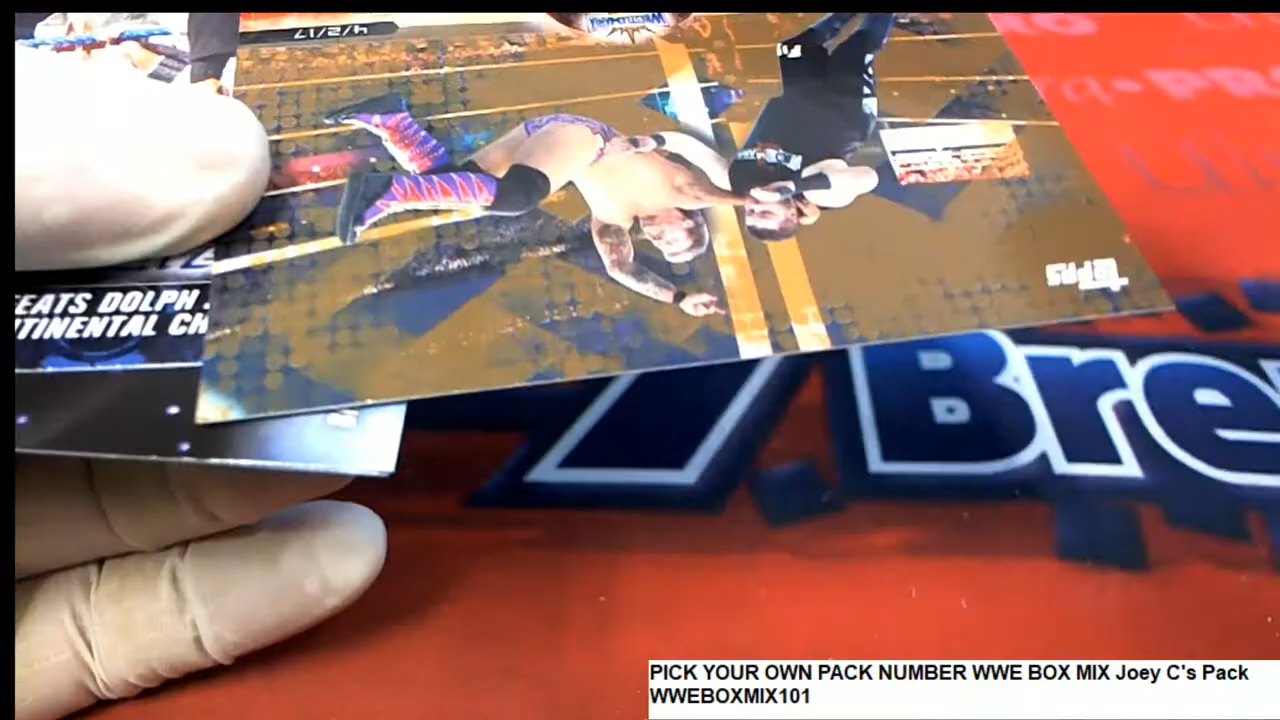 4/2/17
WRESTLEMANIA
TOPPS
EATS DOLPH
TINENTAL CH
Bre
PICK YOUR OWN PACK NUMBER WWE BOX MIX Joey C's Pack
WWEBOXMIX101